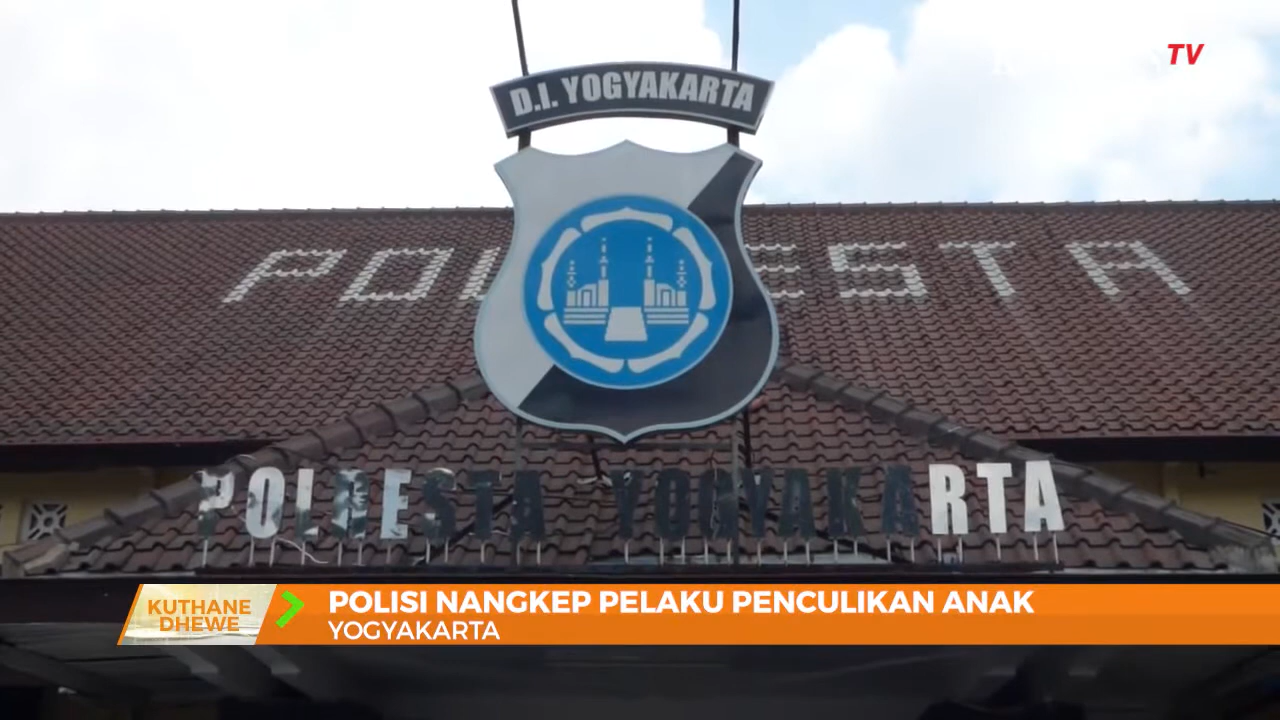 TV
D.I. YOGYAKARTA
POLRESTA
POLRESTA YOGYAKARTA
KUTHANE
DHEWE
POLISI NANGKEP PELAKU PENCULIKAN ANAK
YOGYAKARTA